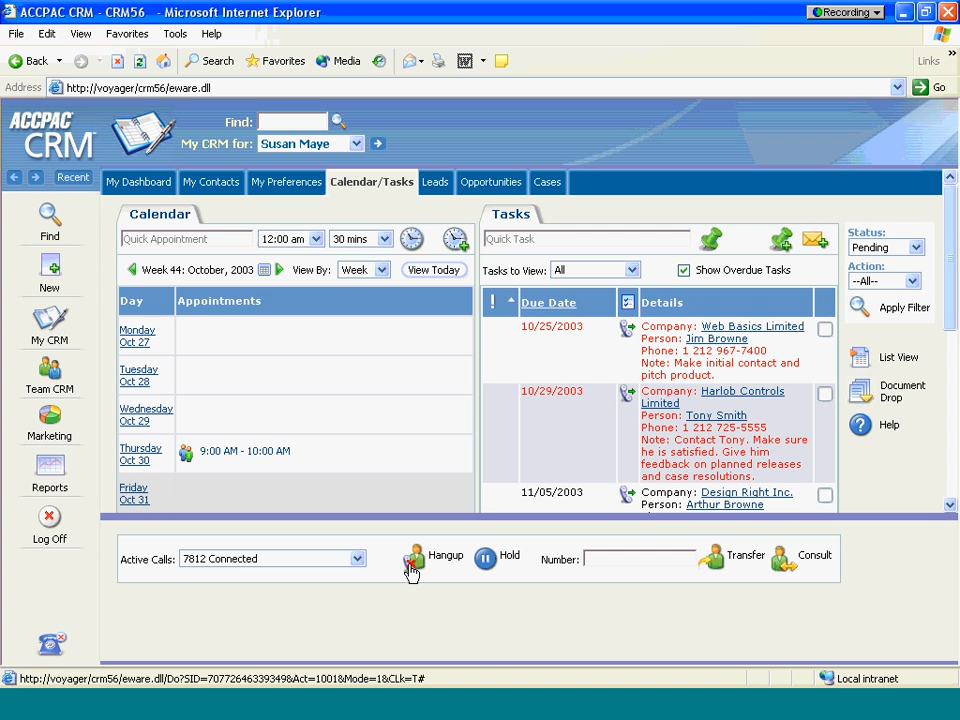 ACCPAC CRM - CRM56 - Microsoft Internet Explorer
Recording
File Edit View Favorites Tools Help
Back Search Favorites Media
Links
Address http://voyager/crm56/eware.dll Go
ACCPAC
CRM
Find:
My CRM for: Susan Maye
Recent
My Dashboard My Contacts My Preferences Calendar/Tasks Leads Opportunities Cases
Find
New
My CRM
Team CRM
Marketing
Reports
Log Off
Calendar
Quick Appointment 12:00 am 30 mins
Week 44: October, 2003 View By: Week View Today
Day Appointments
Monday
Oct 27
Tuesday
Oct 28
Wednesday
Oct 29
Thursday
Oct 30
9:00 AM - 10:00 AM
Friday
Oct 31
Tasks
Quick Task
Tasks to View: All Show Overdue Tasks
! Due Date Details
10/25/2003 Company: Web Basics Limited
Person: Jim Browne
Phone: 1 212 967-7400
Note: Make initial contact and
pitch product.
10/29/2003 Company: Harlob Controls
Limited
Person: Tony Smith
Phone: 1 212 725-5555
Note: Contact Tony. Make sure
he is satisfied. Give him
feedback on planned releases
and case resolutions.
11/05/2003 Company: Design Right Inc.
Person: Arthur Browne
Status:
Pending
Action:
--All--
Apply Filter
List View
Document
Drop
Help
Active Calls: 7812 Connected Hangup Hold Number: Transfer Consult
http://voyager/crm56/eware.dll/Do?SID=70772646339349&Act=1001&Mode=1&CLk=T# Local intranet